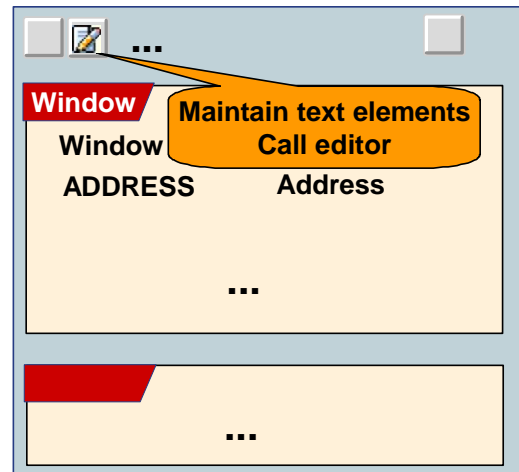 ...
Window
Maintain text elements
Call editor
Window
ADDRESS Address
...
...